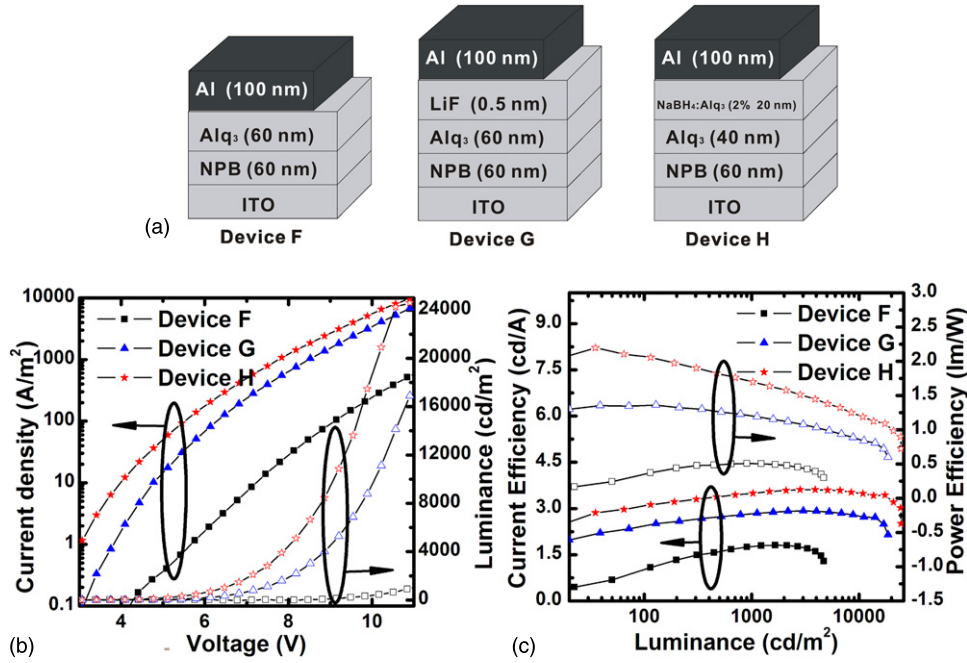 Al (100 nm)
Alq₃ (60 nm)
NPB (60 nm)
ITO
Device F
Al (100 nm)
LiF (0.5 nm)
Alq₃ (60 nm)
NPB (60 nm)
ITO
Device G
Al (100 nm)
NaBH₄:Alq₃ (2% 20 nm)
Alq₃ (40 nm)
NPB (60 nm)
ITO
Device H
(a)
Current density (A/m²)
10000
1000
100
10
1
0.1
Device F
Device G
Device H
4
6
8
10
Voltage (V)
24000
20000
16000
12000
8000
4000
0
Luminance (cd/m²)
(b)
Current Efficiency (cd/A)
9.0
7.5
6.0
4.5
3.0
1.5
0.0
Device F
Device G
Device H
100
1000
10000
Luminance (cd/m²)
3.0
2.5
2.0
1.5
1.0
0.5
0.0
-0.5
-1.0
-1.5
Power Efficiency (lm/W)
(c)